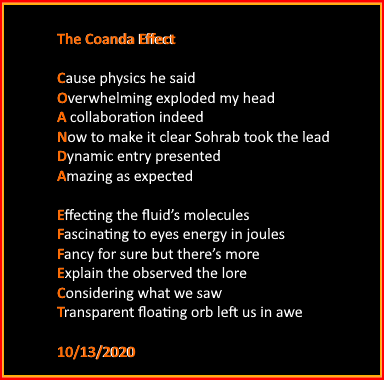 The Coanda Effect
Cause physics he said
Overwhelming exploded my head
A collaboration indeed
Now to make it clear Sohrab took the lead
Dynamic entry presented
Amazing as expected
Effecting the fluid's molecules
Fascinating to eyes energy in joules
Fancy for sure but there's more
Explain the observed the lore
Considering what we saw
Transparent floating orb left us in awe
10/13/2020